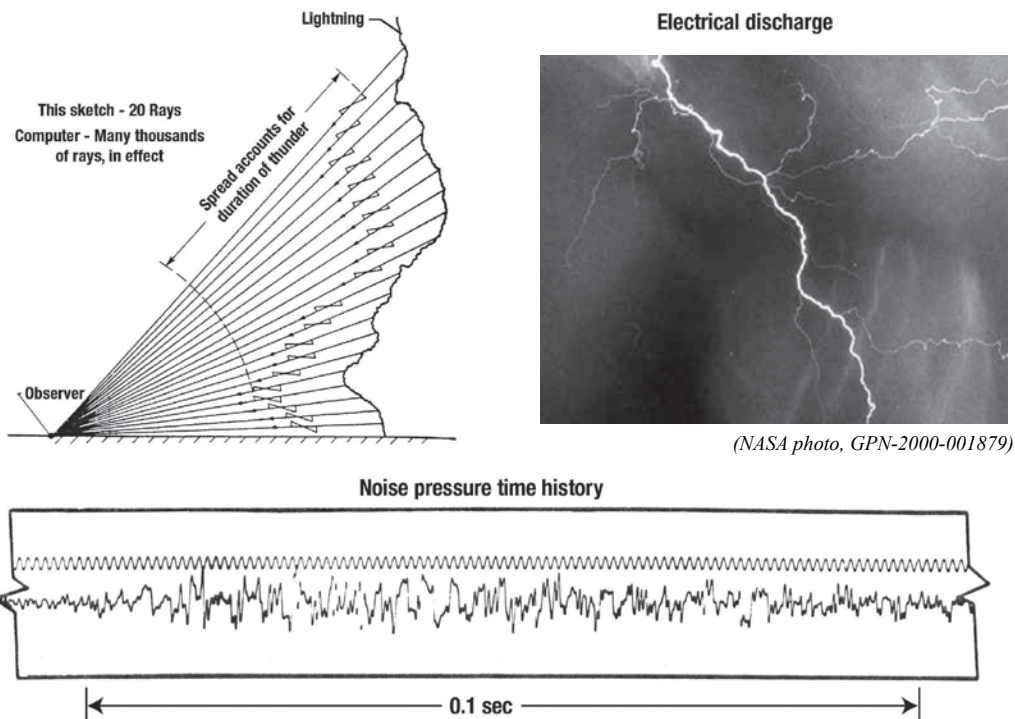 Lightning
This sketch - 20 Rays
Computer - Many thousands
of rays, in effect
Spread accounts for
duration of thunder
Observer
Electrical discharge
(NASA photo, GPN-2000-001879)
Noise pressure time history
0.1 sec